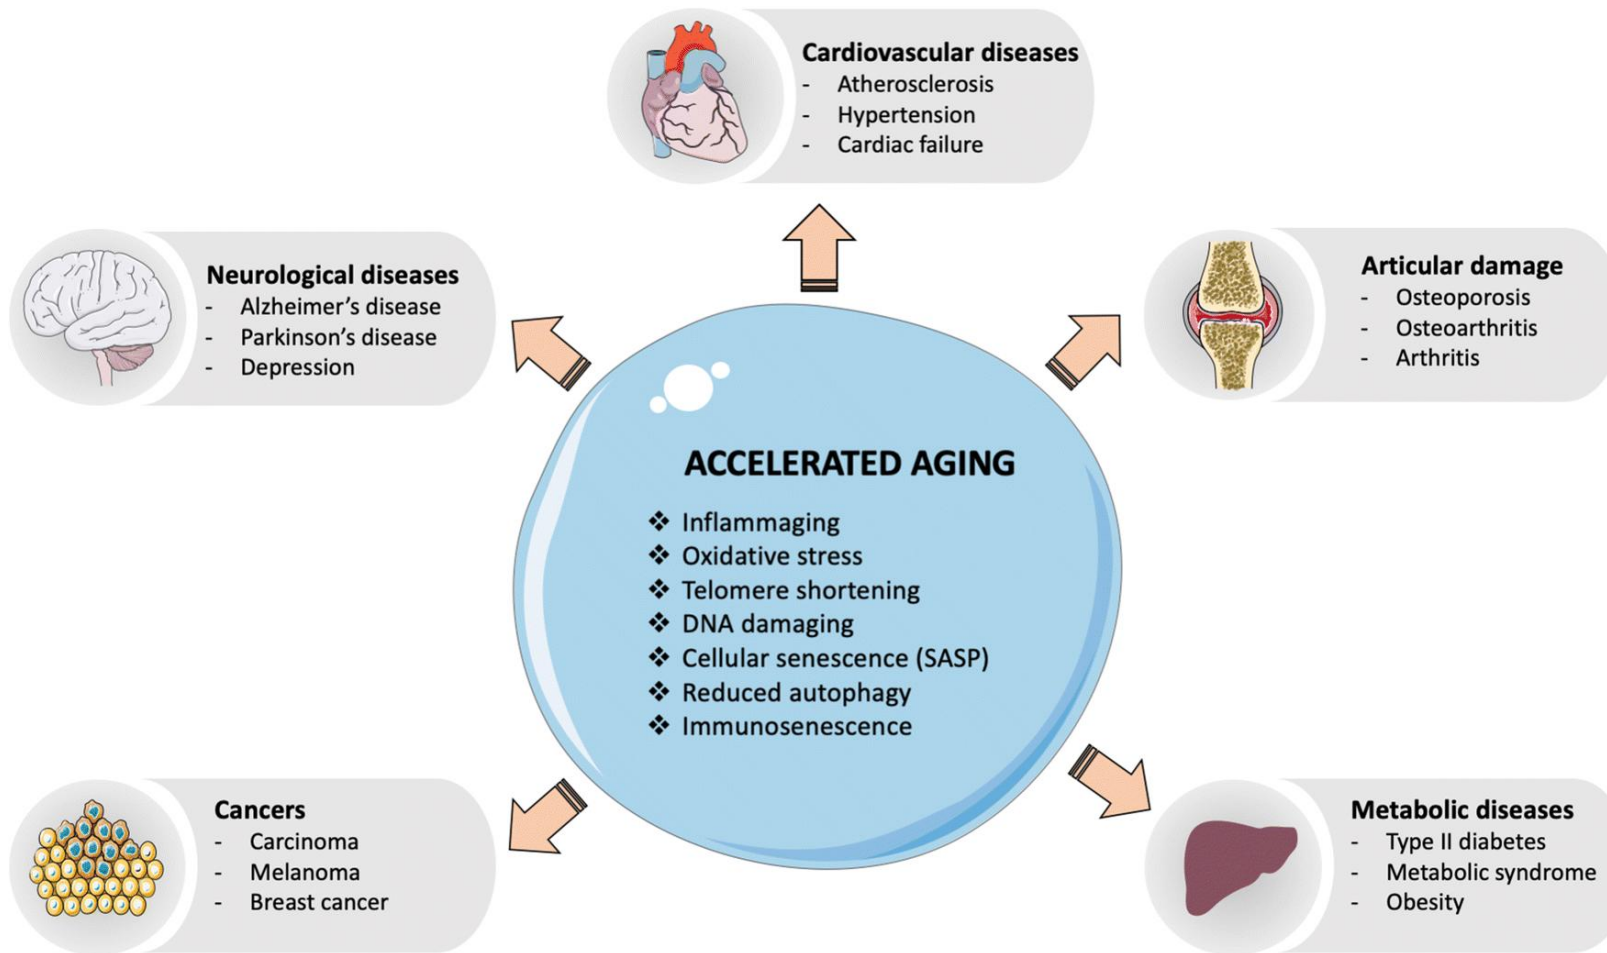 Cardiovascular diseases
- Atherosclerosis
- Hypertension
- Cardiac failure
Neurological diseases
- Alzheimer's disease
- Parkinson's disease
- Depression
Articular damage
- Osteoporosis
- Osteoarthritis
- Arthritis
ACCELERATED AGING
❖ Inflammaging
❖ Oxidative stress
❖ Telomere shortening
❖ DNA damaging
❖ Cellular senescence (SASP)
❖ Reduced autophagy
❖ Immunosenescence
Cancers
- Carcinoma
- Melanoma
- Breast cancer
Metabolic diseases
- Type II diabetes
- Metabolic syndrome
- Obesity